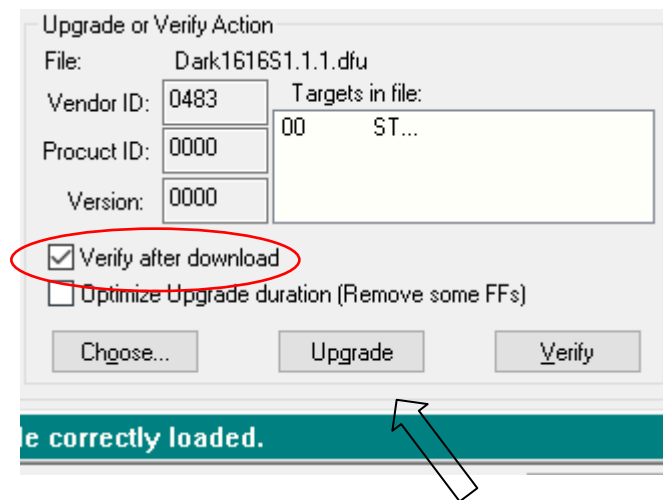 Upgrade or Verify Action
File: Dark1616S1.1.1.dfu
Vendor ID: 0483 Targets in file:
00 ST...
Procuct ID: 0000
Version: 0000
Verify after download
Optimize Upgrade duration (Remove some FFs)
Choose... Upgrade Verify
le correctly loaded.